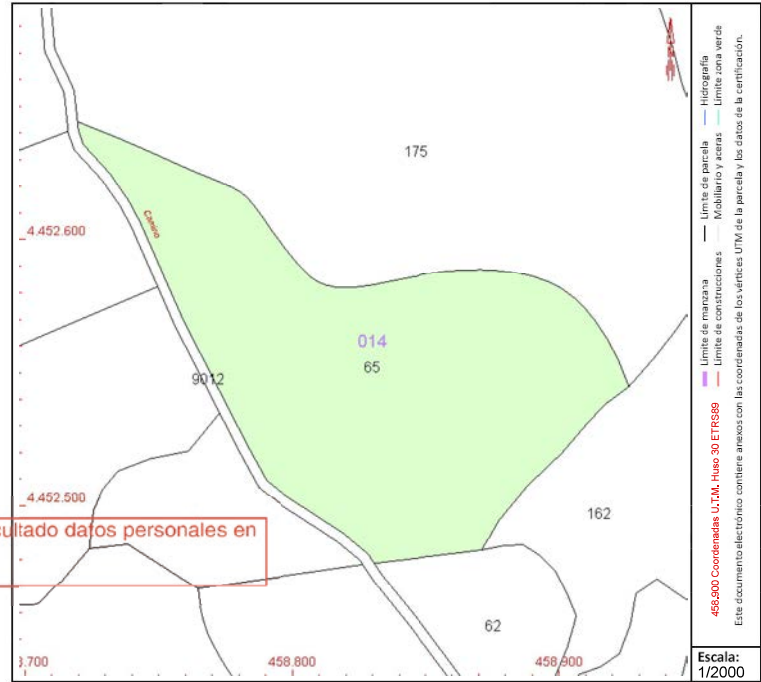 175
4.452.600
Camino
014
65
9012
4.452.500
cultado datos personales en
162
62
3.700
458.800
458.900
Límite de manzana
Límite de parcela
Hidrografía
Límite de construcciones
Mobiliario y aceras
Límite zona verde
458,900 Coordenadas U.T.M. Huso 30 ETRS89
Este documento electrónico contiene anexos con las coordenadas de los vértices UTM de la parcela y los datos de la certificación.
Escala:
1/2000